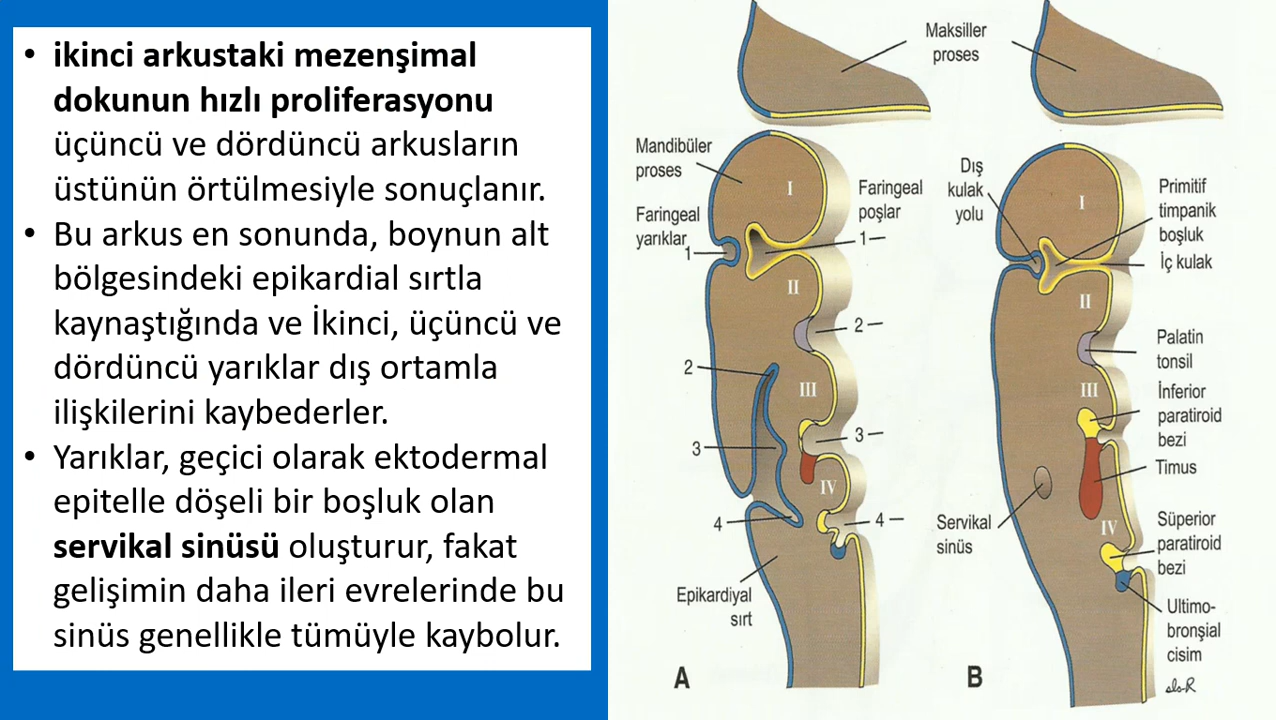 • ikinci arkustaki mezenşimal
dokunun hızlı proliferasyonu
üçüncü ve dördüncü arkusların
üstünün örtülmesiyle sonuçlanır.
• Bu arkus en sonunda, boynun alt
bölgesindeki epikardial sırtla
kaynaştığında ve İkinci, üçüncü ve
dördüncü yarıklar dış ortamla
ilişkilerini kaybederler.
• Yarıklar, geçici olarak ektodermal
epitelle döşeli bir boşluk olan
servikal sinüsü oluşturur, fakat
gelişimin daha ileri evrelerinde bu
sinüs genellikle tümüyle kaybolur.
Maksiller
proses
Mandibüler
proses
I
Faringeal
poşlar
Faringeal
yarıklar
1
1
II
2
2
III
3
3
IV
4
4
Epikardiyal
sırt
A
Dış
kulak
yolu
I
Primitif
timpanik
boşluk
İç kulak
II
Palatin
tonsil
III
İnferior
paratiroid
bezi
Timus
Servikal
sinüs
IV
Süperior
paratiroid
bezi
Ultimo-
bronşial
cisim
B